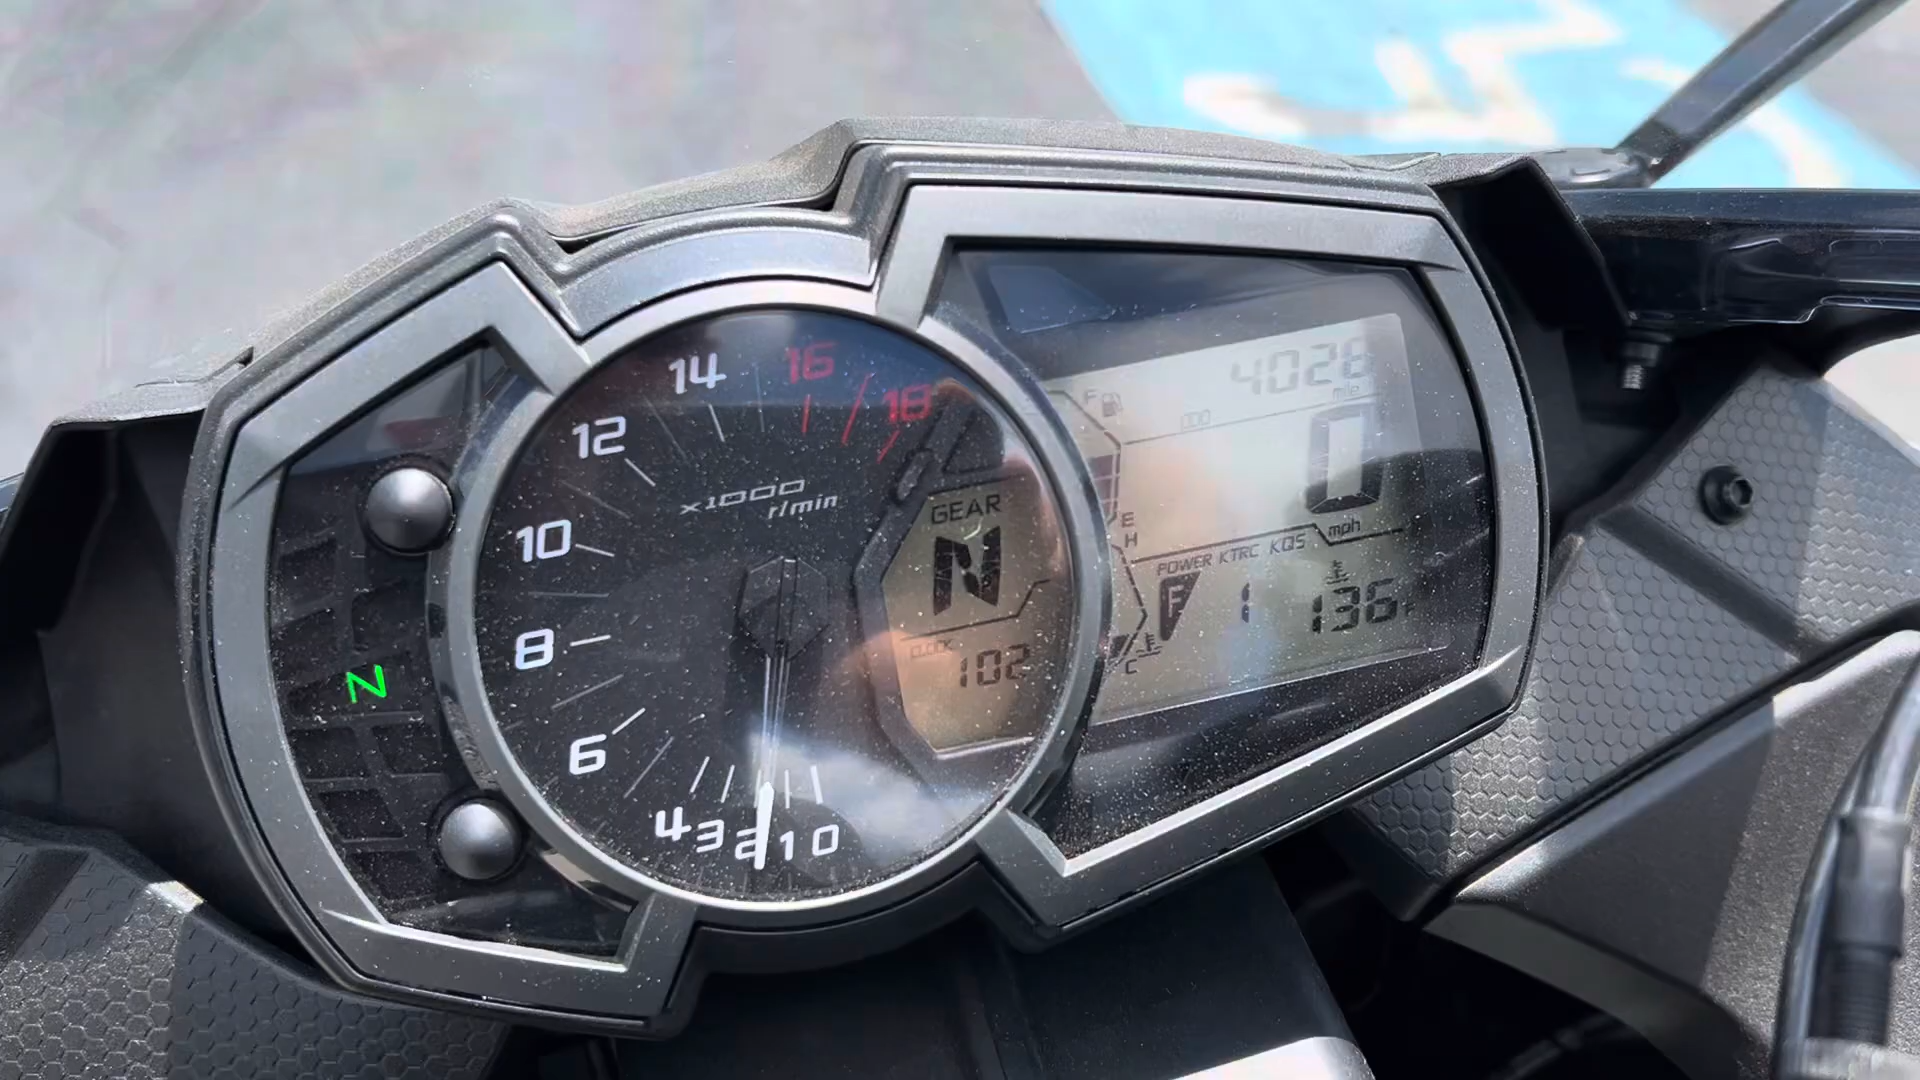 14
16
18
12
x1000
r/min
10
8
6
4 3 2 1 0
N
GEAR
N
CLOCK
102
F
4028
mile
ODO
0
mph
E
H
POWER KTRC KQS
F 1 136 °F
C